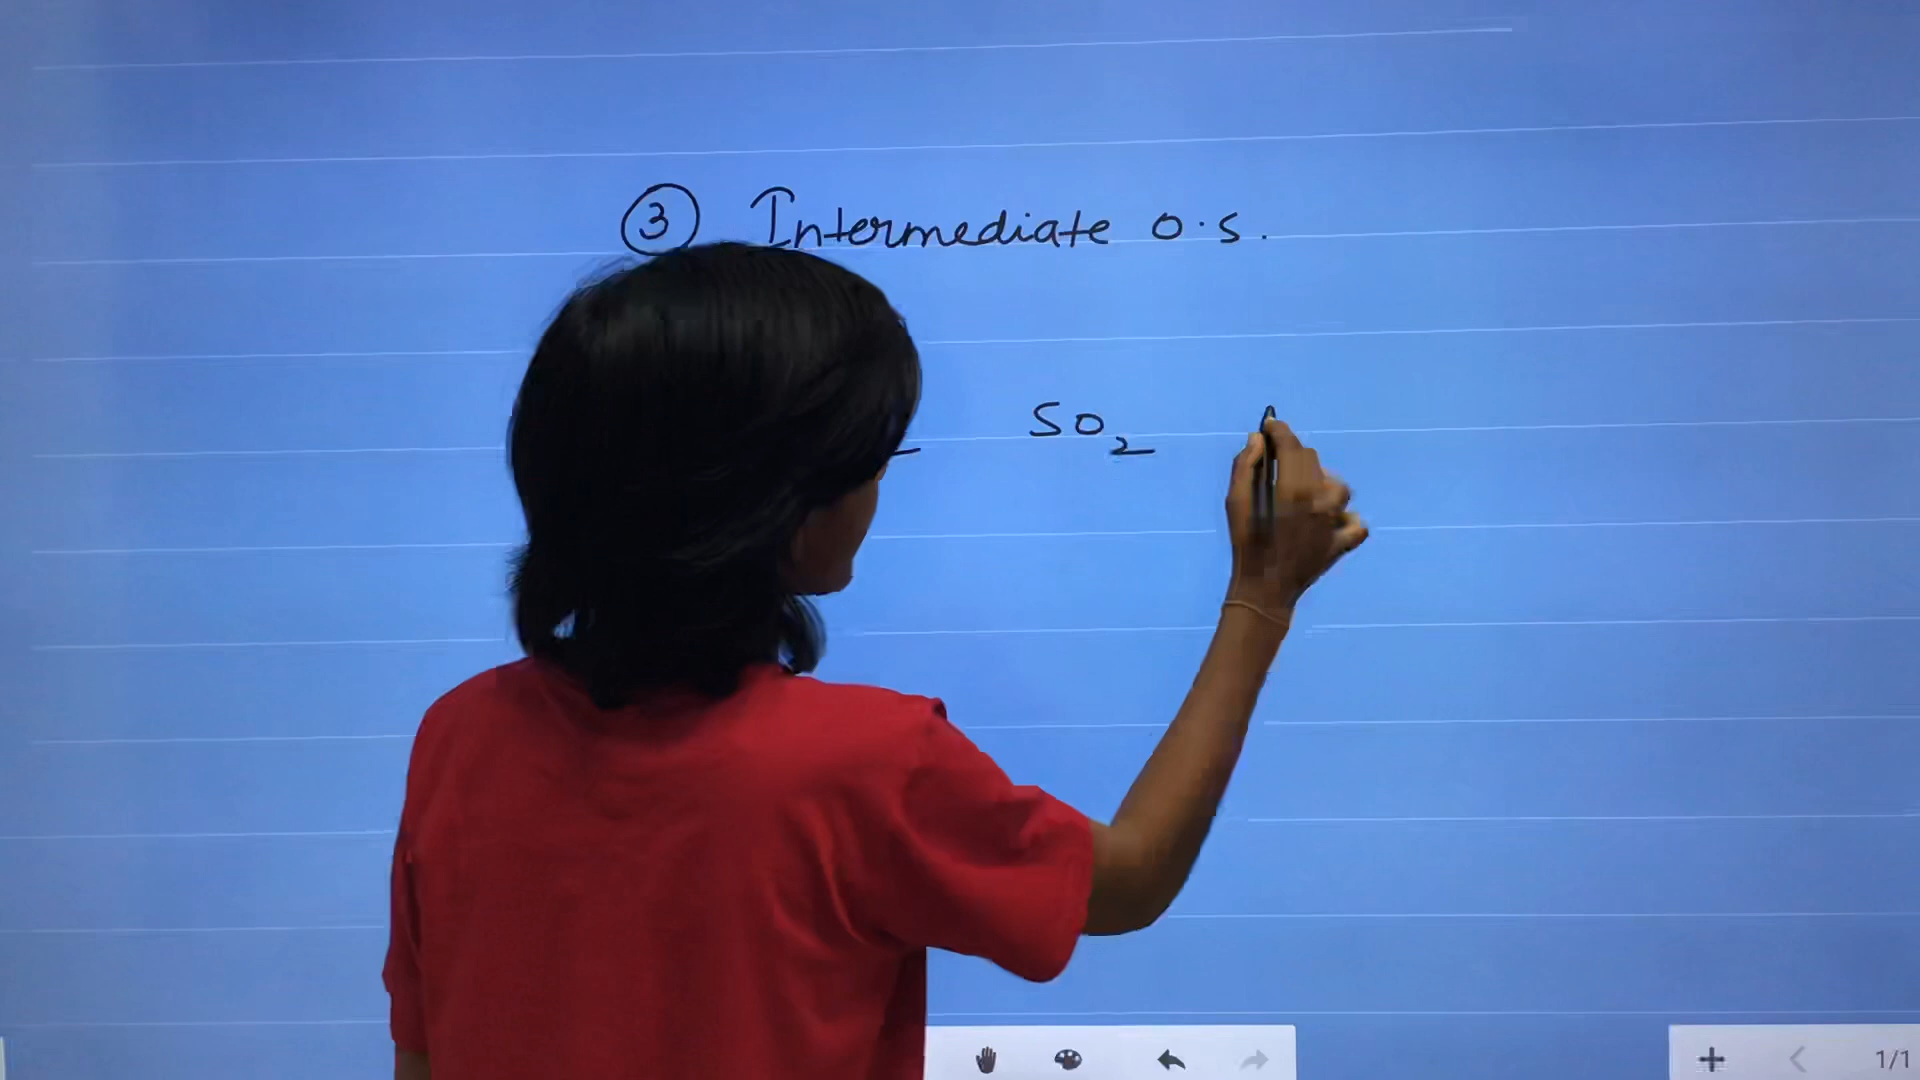 ③ Intermediate O.S.
SO₂
1/1